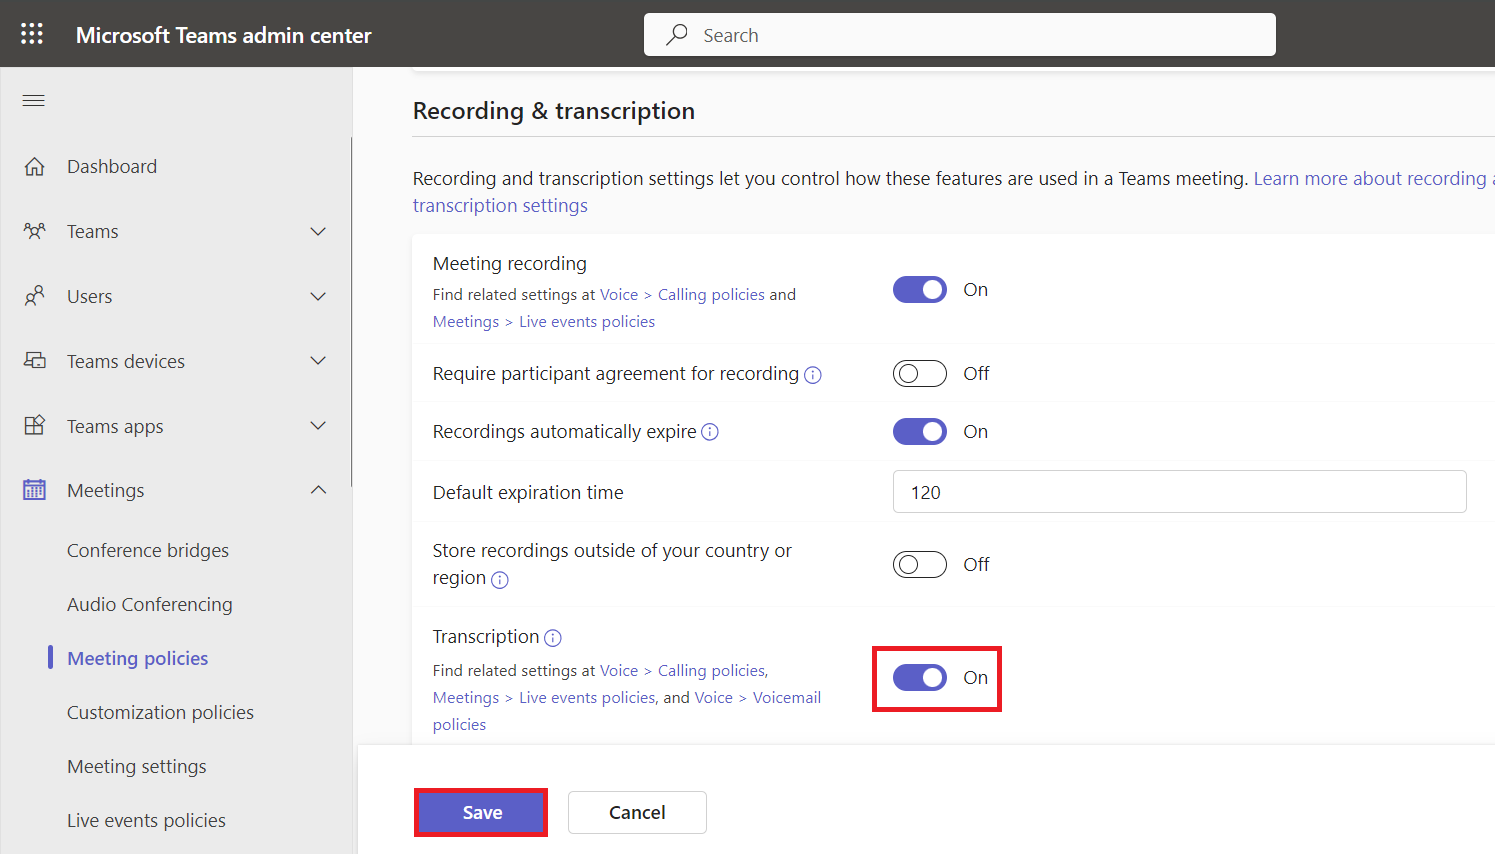 Microsoft Teams admin center
Search
Dashboard
Teams
Users
Teams devices
Teams apps
Meetings
Conference bridges
Audio Conferencing
Meeting policies
Customization policies
Meeting settings
Live events policies
Recording & transcription
Recording and transcription settings let you control how these features are used in a Teams meeting. Learn more about recording a
transcription settings
Meeting recording
Find related settings at Voice > Calling policies and
Meetings > Live events policies
On
Require participant agreement for recording
Off
Recordings automatically expire
On
Default expiration time
120
Store recordings outside of your country or
region
Off
Transcription
Find related settings at Voice > Calling policies,
Meetings > Live events policies, and Voice > Voicemail
policies
On
Save
Cancel